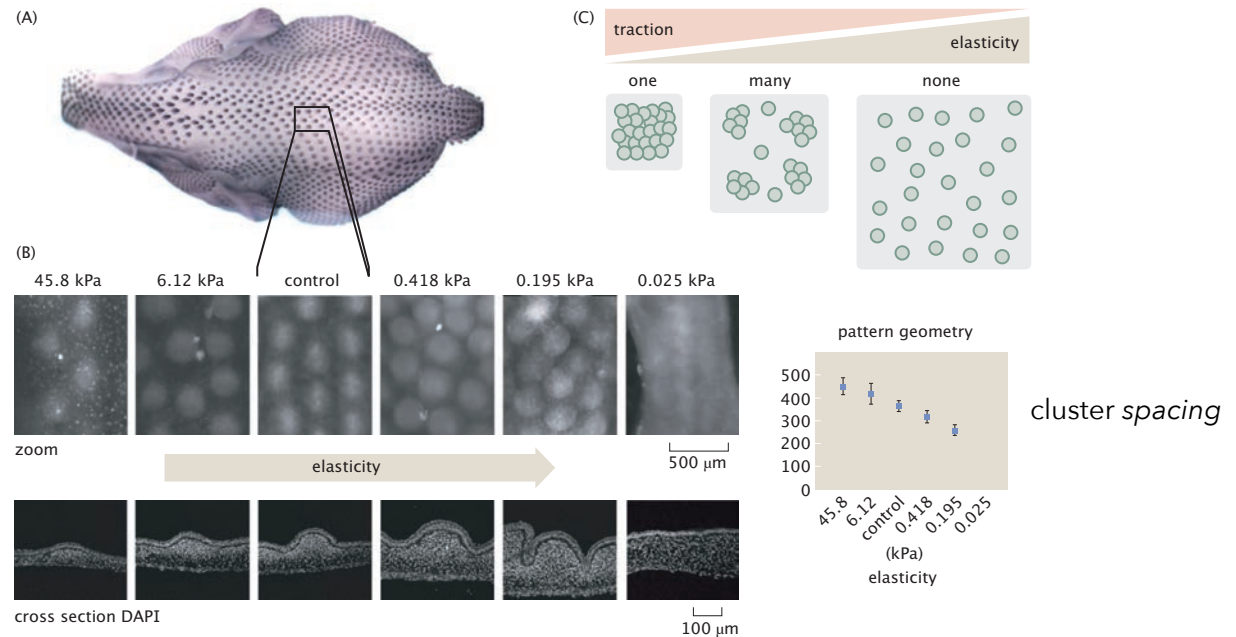 (A)
(C)
traction
elasticity
one
many
none
(B)
45.8 kPa
6.12 kPa
control
0.418 kPa
0.195 kPa
0.025 kPa
zoom
500 μm
elasticity
cross section DAPI
100 μm
pattern geometry
500
400
300
200
100
0
45.8
6.12
control
0.418
0.195
0.025
(kPa)
elasticity
cluster spacing